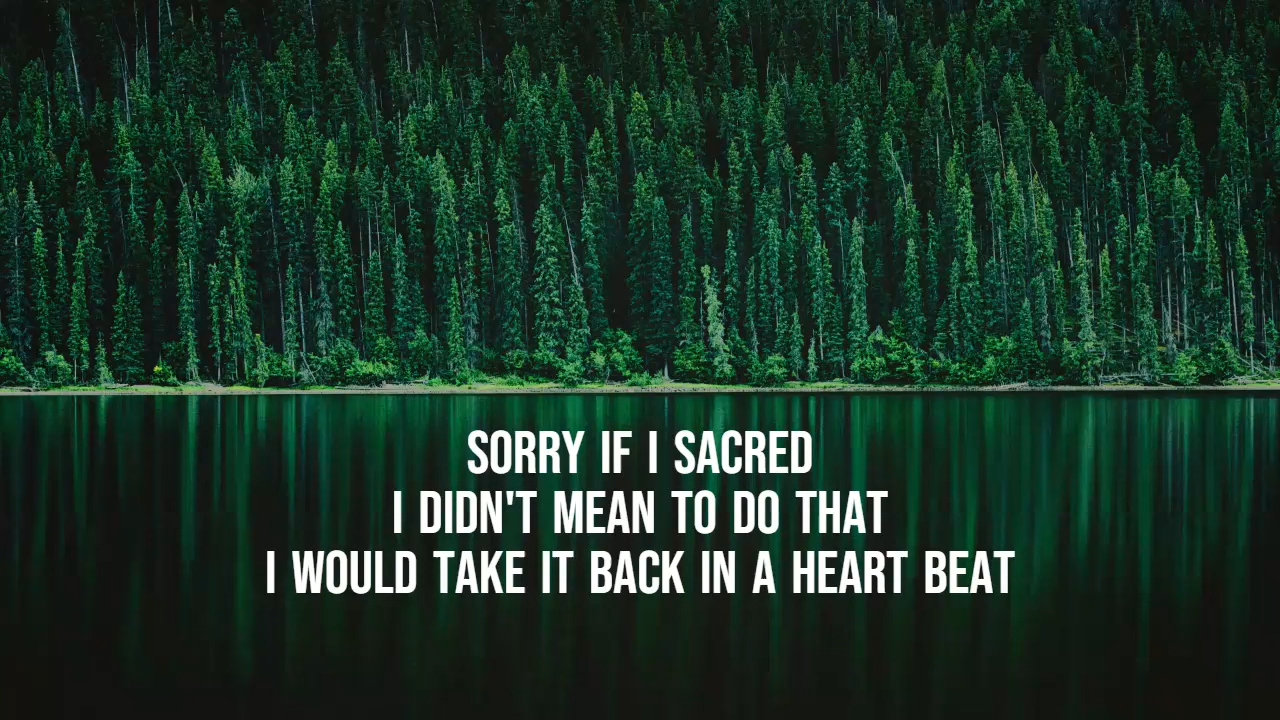 SORRY IF I SACRED
I DIDN'T MEAN TO DO THAT
I WOULD TAKE IT BACK IN A HEART BEAT